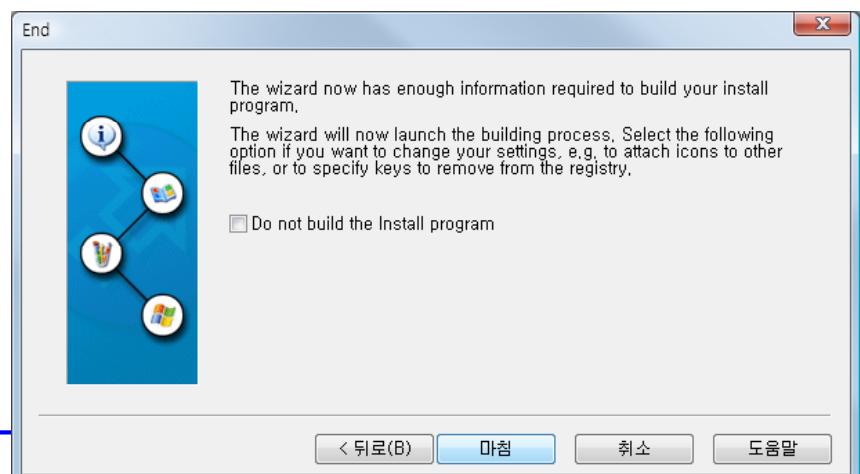 End
The wizard now has enough information required to build your install
program,
The wizard will now launch the building process, Select the following
option if you want to change your settings, e,g, to attach icons to other
files, or to specify keys to remove from the registry,
Do not build the Install program
< 뒤로(B) 마침 취소 도움말